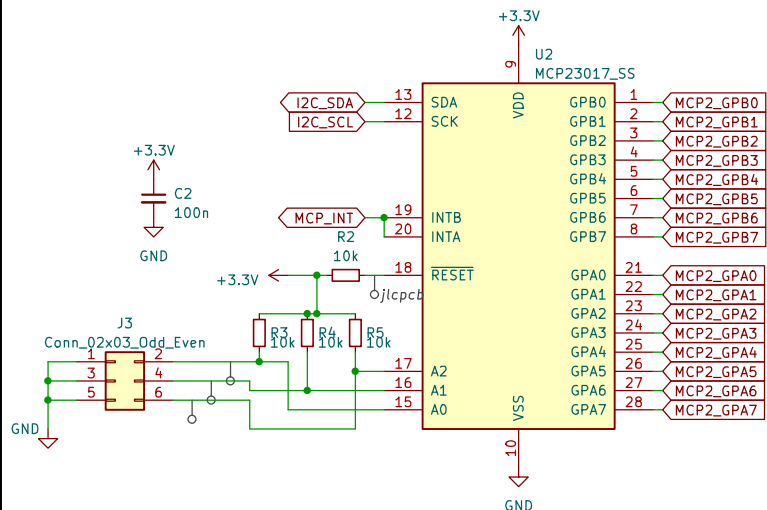 +3.3V
U2
MCP23017_SS
9
VDD
I2C_SDA 13 SDA GPB0 1 MCP2_GPB0
I2C_SCL 12 SCK GPB1 2 MCP2_GPB1
GPB2 3 MCP2_GPB2
GPB3 4 MCP2_GPB3
GPB4 5 MCP2_GPB4
GPB5 6 MCP2_GPB5
MCP_INT 19 INTB GPB6 7 MCP2_GPB6
20 INTA GPB7 8 MCP2_GPB7
+3.3V
C2
100n
GND
R2
10k
+3.3V
18 RESET GPA0 21 MCP2_GPA0
jlcpcb
GPA1 22 MCP2_GPA1
GPA2 23 MCP2_GPA2
GPA3 24 MCP2_GPA3
GPA4 25 MCP2_GPA4
17 A2 GPA5 26 MCP2_GPA5
16 A1 GPA6 27 MCP2_GPA6
15 A0 GPA7 28 MCP2_GPA7
R3
10k
R4
10k
R5
10k
J3
Conn_02x03_Odd_Even
1 2
3 4
5 6
GND
VSS
10
GND